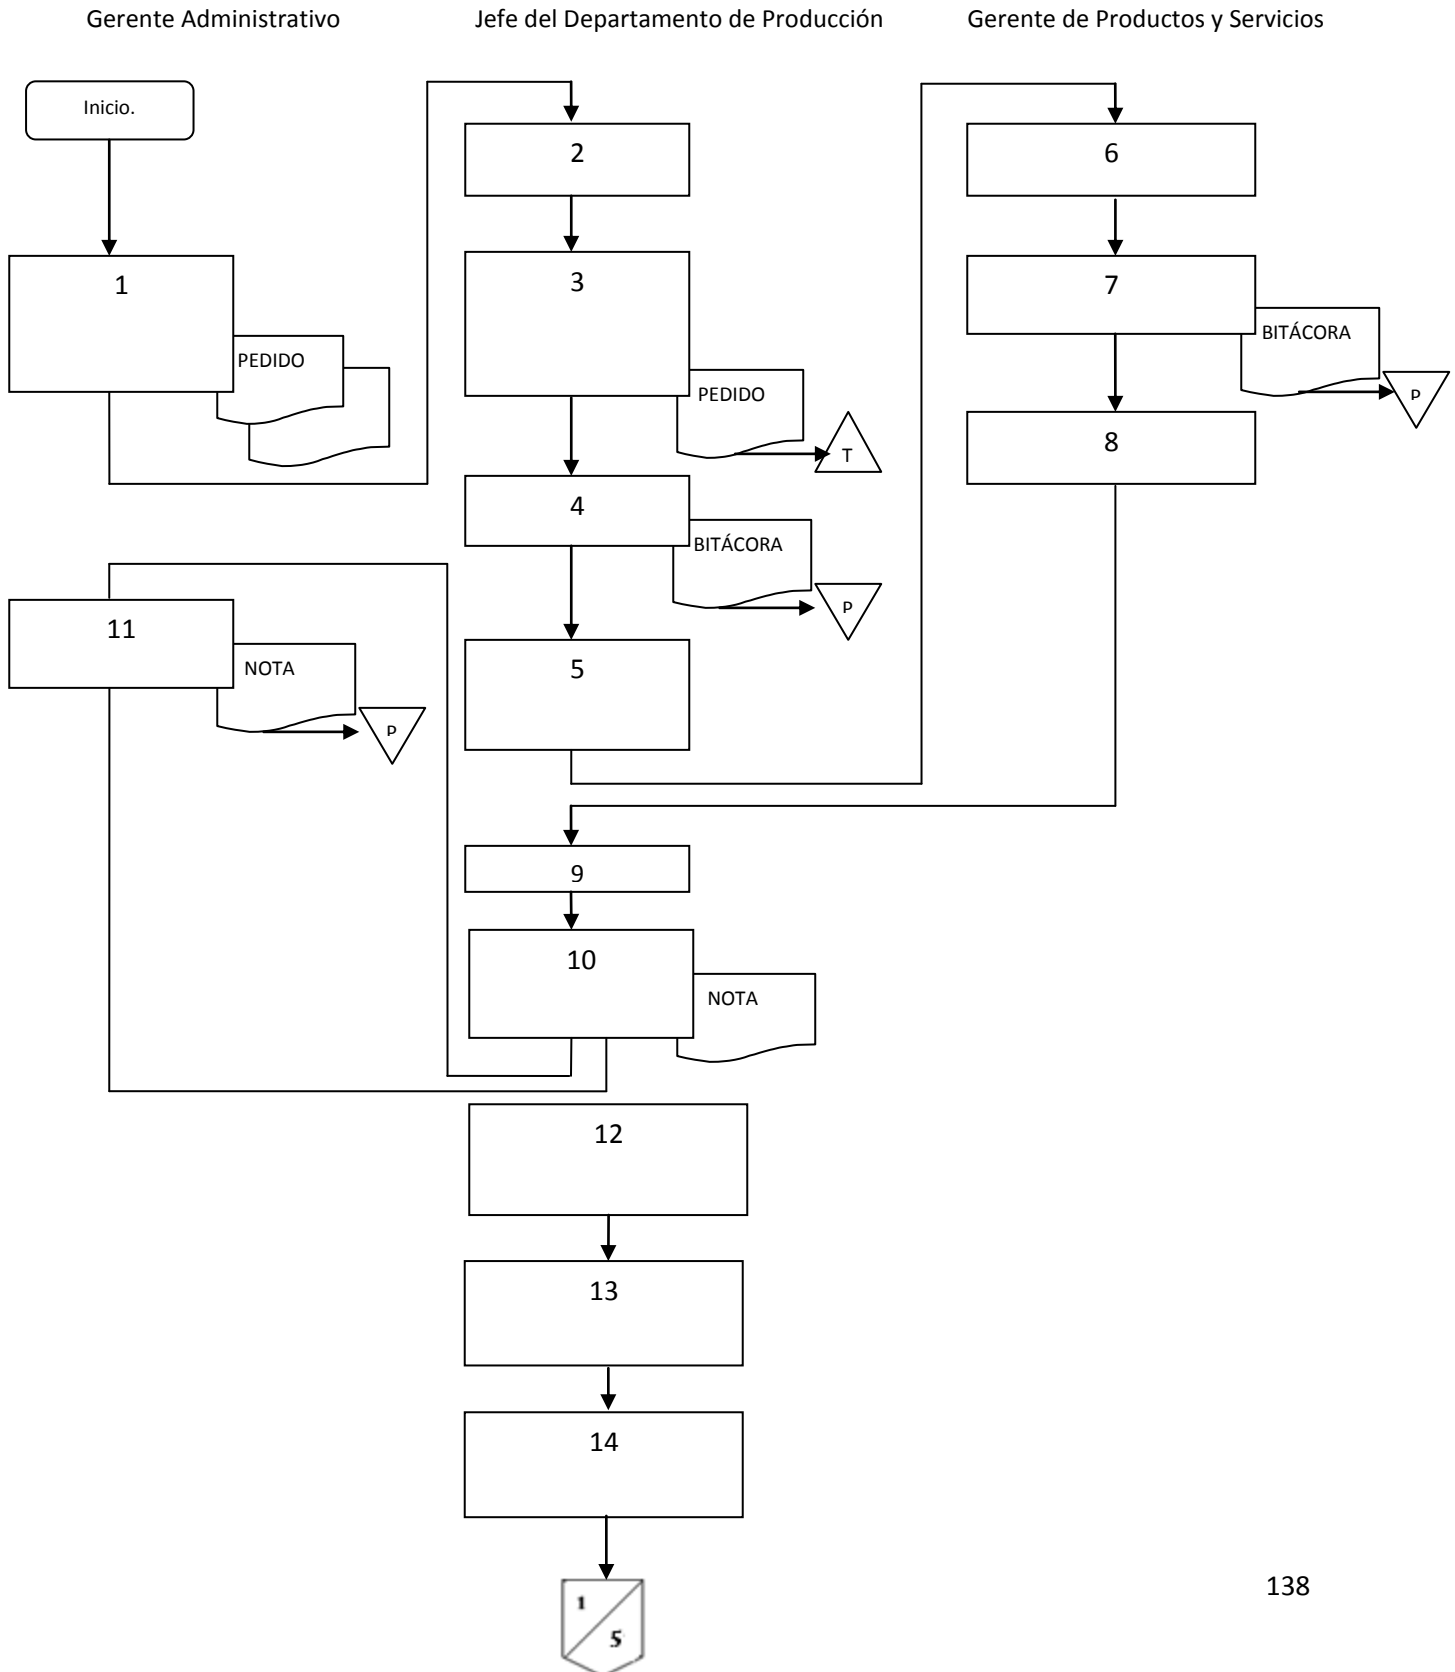 Gerente Administrativo
Jefe del Departamento de Producción
Gerente de Productos y Servicios
Inicio.
1
PEDIDO
2
3
PEDIDO
T
4
BITÁCORA
P
5
6
7
BITÁCORA
P
8
11
NOTA
P
9
10
NOTA
12
13
14
1
5
138